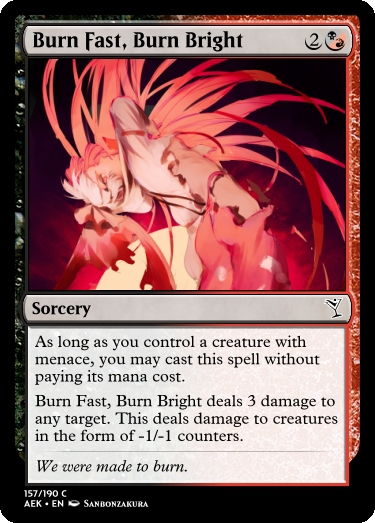 Burn Fast, Burn Bright 2
Sorcery
As long as you control a creature with
menace, you may cast this spell without
paying its mana cost.
Burn Fast, Burn Bright deals 3 damage to
any target. This deals damage to creatures
in the form of -1/-1 counters.
We were made to burn.
157/190 C
AEK • EN SANBONZAKURA